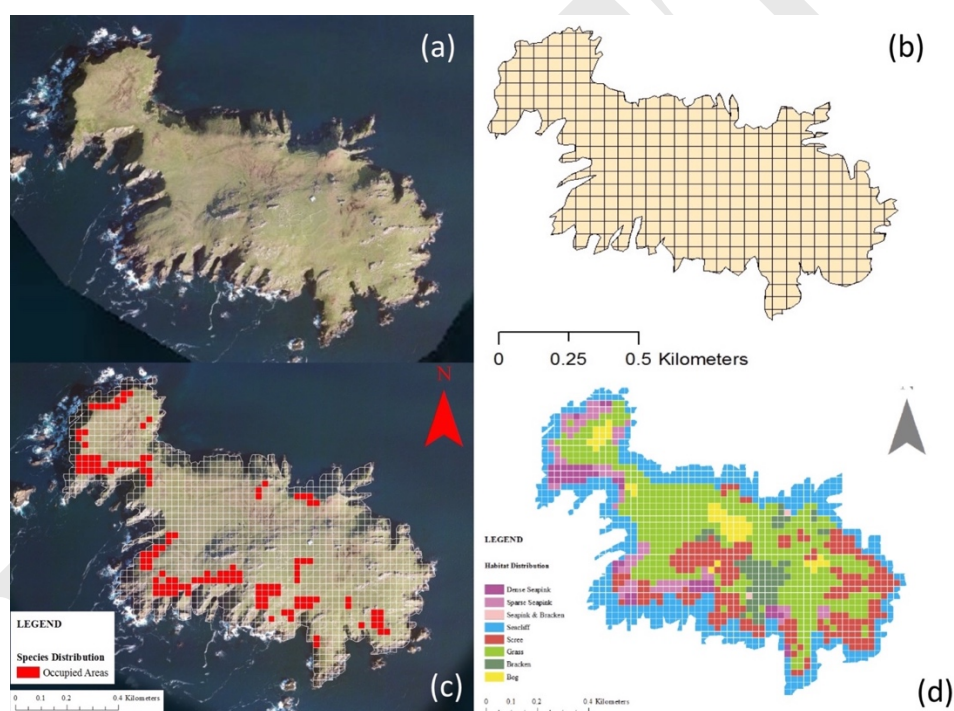 (a)
(b)
0 0.25 0.5 Kilometers
N
LEGEND
Species Distribution
Occupied Areas
0 0.1 0.2 0.4 Kilometers
(c)
LEGEND
Habitat Distribution
Dense Seapink
Sparse Seapink
Seapink & Bracken
Seacliff
Scree
Grass
Bracken
Bog
0 0.1 0.2 0.4 Kilometers
(d)